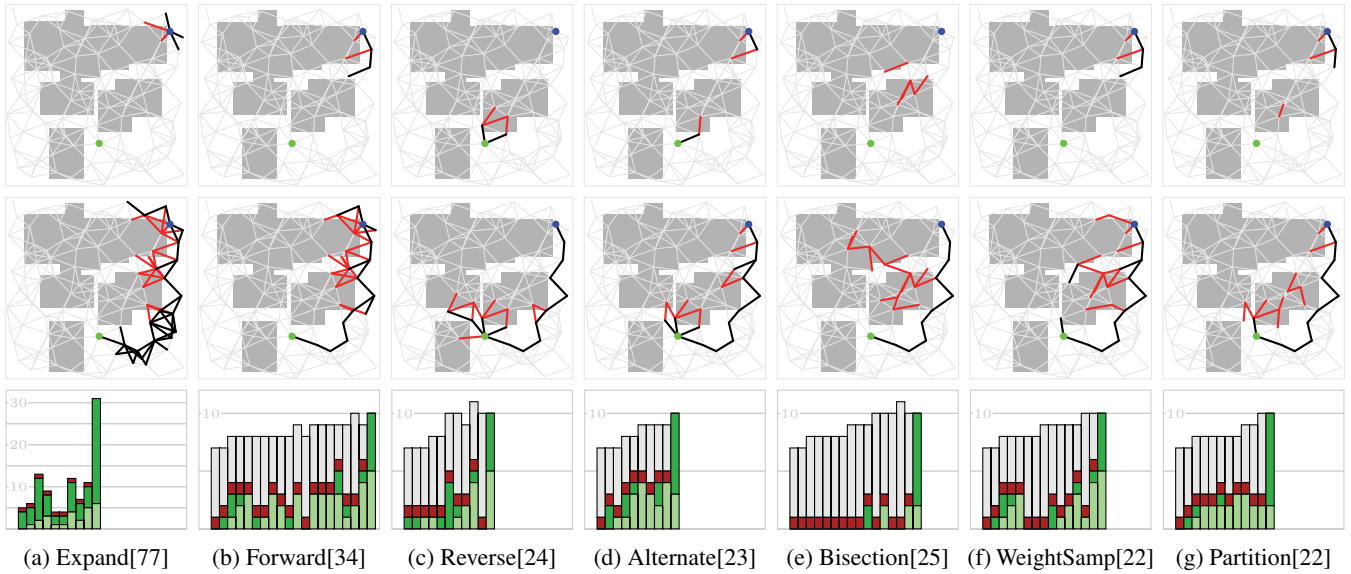 30
20
10
10
10
10
10
10
10
(a) Expand[77]
(b) Forward[34]
(c) Reverse[24]
(d) Alternate[23]
(e) Bisection[25]
(f) WeightSamp[22]
(g) Partition[22]